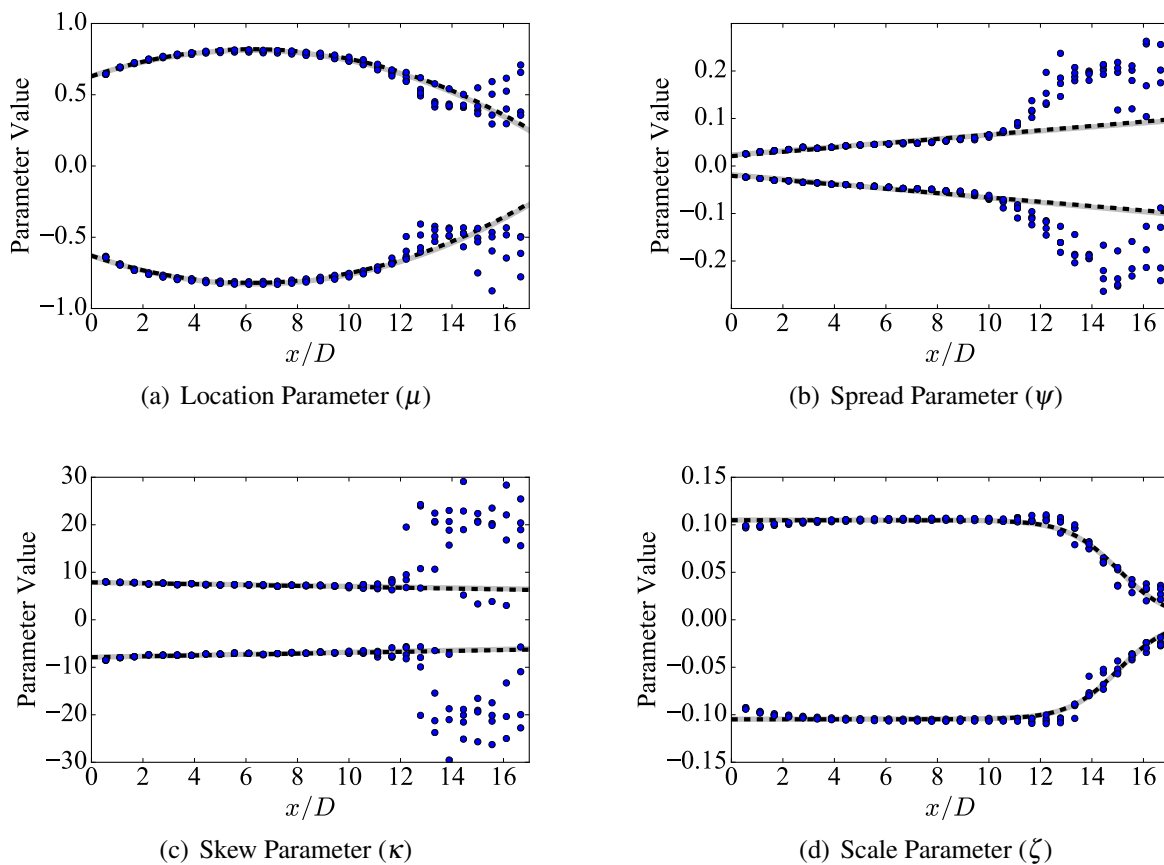 1.0
0.5
0.0
−0.5
−1.0
Parameter Value
0 2 4 6 8 10 12 14 16
x/D
(a) Location Parameter (μ)
0.2
0.1
0.0
−0.1
−0.2
Parameter Value
0 2 4 6 8 10 12 14 16
x/D
(b) Spread Parameter (ψ)
30
20
10
0
−10
−20
−30
Parameter Value
0 2 4 6 8 10 12 14 16
x/D
(c) Skew Parameter (κ)
0.15
0.10
0.05
0.00
−0.05
−0.10
−0.15
Parameter Value
0 2 4 6 8 10 12 14 16
x/D
(d) Scale Parameter (ζ)